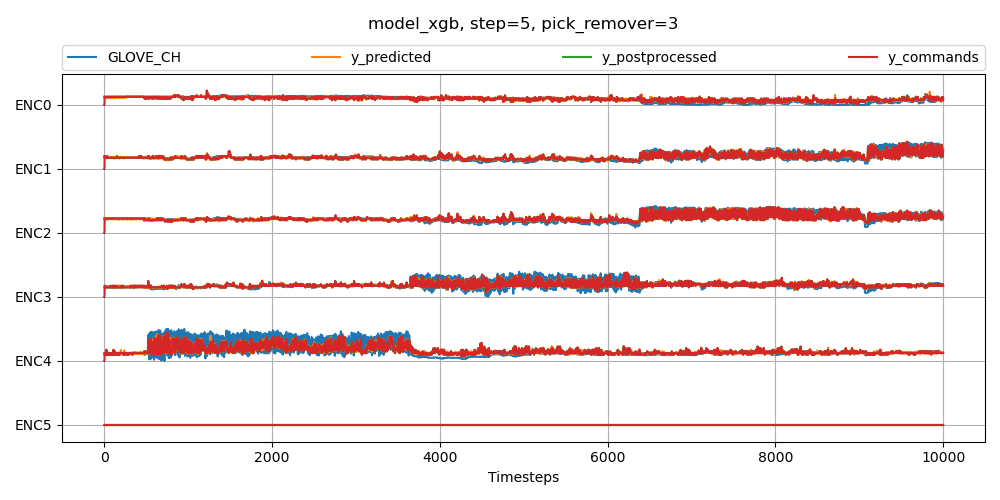 model_xgb, step=5, pick_remover=3
GLOVE_CH y_predicted y_postprocessed y_commands
ENC0
ENC1
ENC2
ENC3
ENC4
ENC5
0 2000 4000 6000 8000 10000
Timesteps